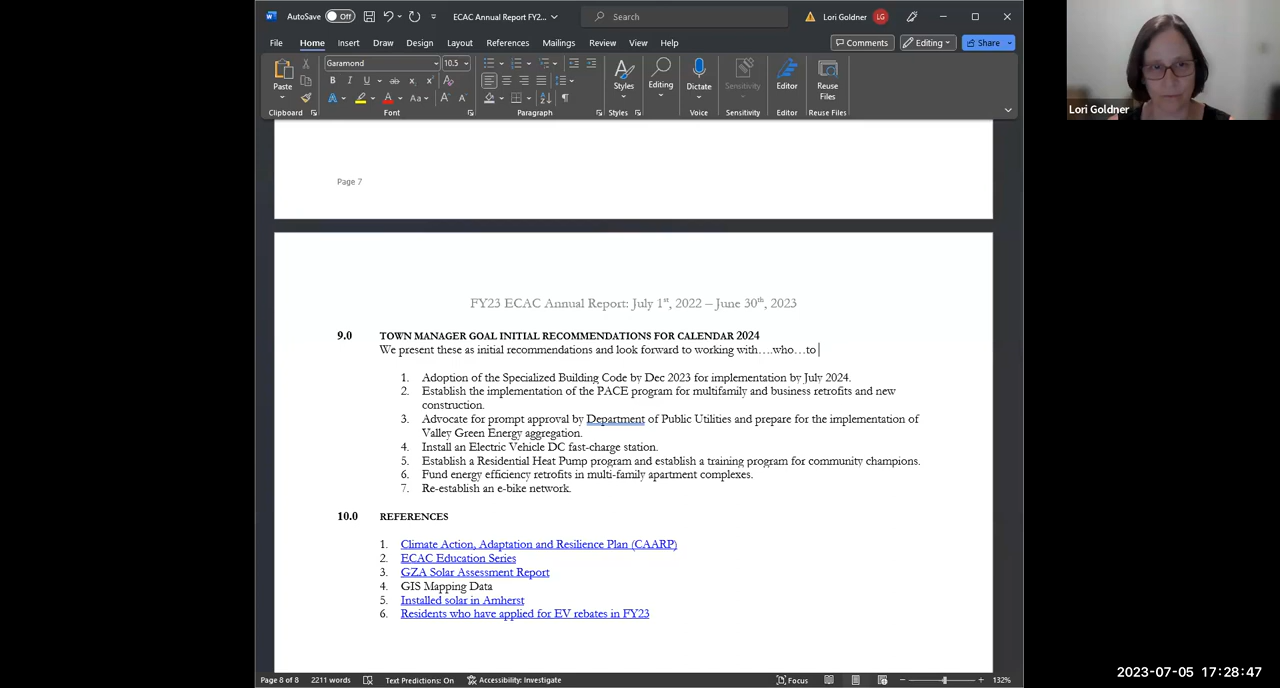 AutoSave Off ECAC Annual Report FY2... Search Lori Goldner LG
File Home Insert Draw Design Layout References Mailings Review View Help Comments Editing Share
Garamond 10.5
Paste Styles Editing Dictate Sensitivity Editor Reuse Files
Clipboard Font Paragraph Styles Voice Sensitivity Editor Reuse Files
Lori Goldner
Page 7
FY23 ECAC Annual Report: July 1st, 2022 – June 30th, 2023
9.0 TOWN MANAGER GOAL INITIAL RECOMMENDATIONS FOR CALENDAR 2024
We present these as initial recommendations and look forward to working with….who…to
1. Adoption of the Specialized Building Code by Dec 2023 for implementation by July 2024.
2. Establish the implementation of the PACE program for multifamily and business retrofits and new
construction.
3. Advocate for prompt approval by Department of Public Utilities and prepare for the implementation of
Valley Green Energy aggregation.
4. Install an Electric Vehicle DC fast-charge station.
5. Establish a Residential Heat Pump program and establish a training program for community champions.
6. Fund energy efficiency retrofits in multi-family apartment complexes.
7. Re-establish an e-bike network.
10.0 REFERENCES
1. Climate Action, Adaptation and Resilience Plan (CAARP)
2. ECAC Education Series
3. GZA Solar Assessment Report
4. GIS Mapping Data
5. Installed solar in Amherst
6. Residents who have applied for EV rebates in FY23
Page 8 of 8 2211 words Text Predictions: On Accessibility: Investigate Focus 132%
2023-07-05 17:28:47